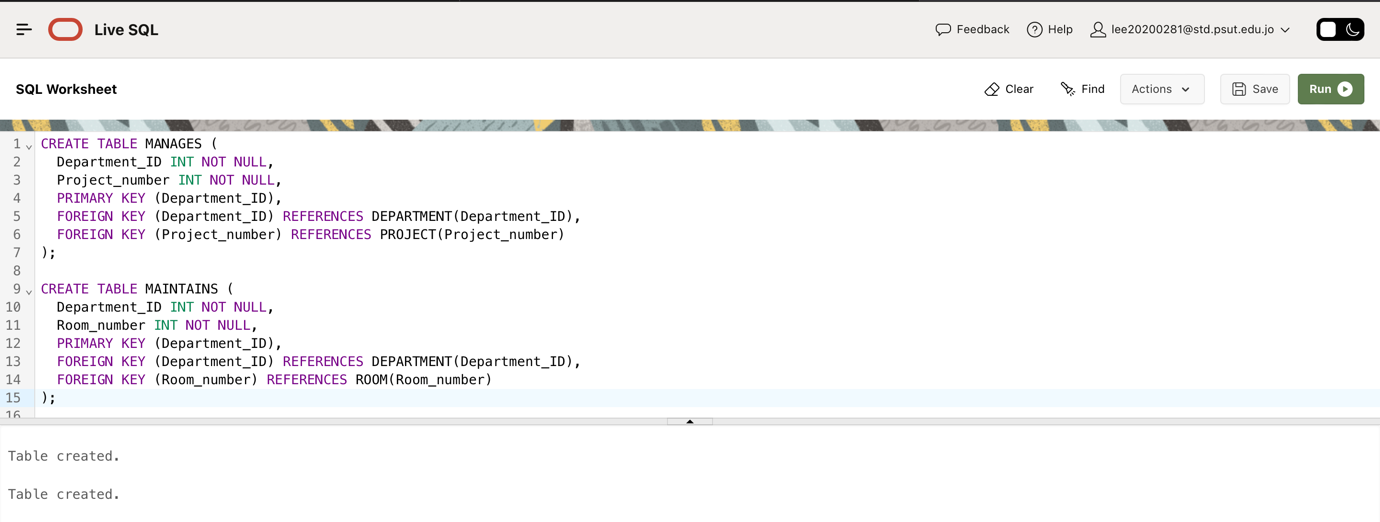 Live SQL
Feedback
Help
lee20200281@std.psut.edu.jo
SQL Worksheet
Clear
Find
Actions
Save
Run
1 CREATE TABLE MANAGES (
2 Department_ID INT NOT NULL,
3 Project_number INT NOT NULL,
4 PRIMARY KEY (Department_ID),
5 FOREIGN KEY (Department_ID) REFERENCES DEPARTMENT(Department_ID),
6 FOREIGN KEY (Project_number) REFERENCES PROJECT(Project_number)
7 );
8
9 CREATE TABLE MAINTAINS (
10 Department_ID INT NOT NULL,
11 Room_number INT NOT NULL,
12 PRIMARY KEY (Department_ID),
13 FOREIGN KEY (Department_ID) REFERENCES DEPARTMENT(Department_ID),
14 FOREIGN KEY (Room_number) REFERENCES ROOM(Room_number)
15 );
16
Table created.
Table created.